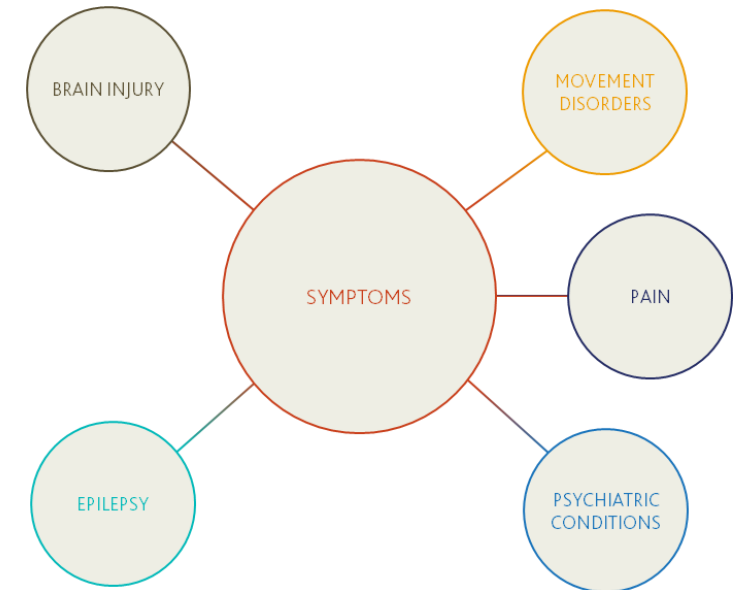 BRAIN INJURY
MOVEMENT
DISORDERS
SYMPTOMS
PAIN
EPILEPSY
PSYCHIATRIC
CONDITIONS